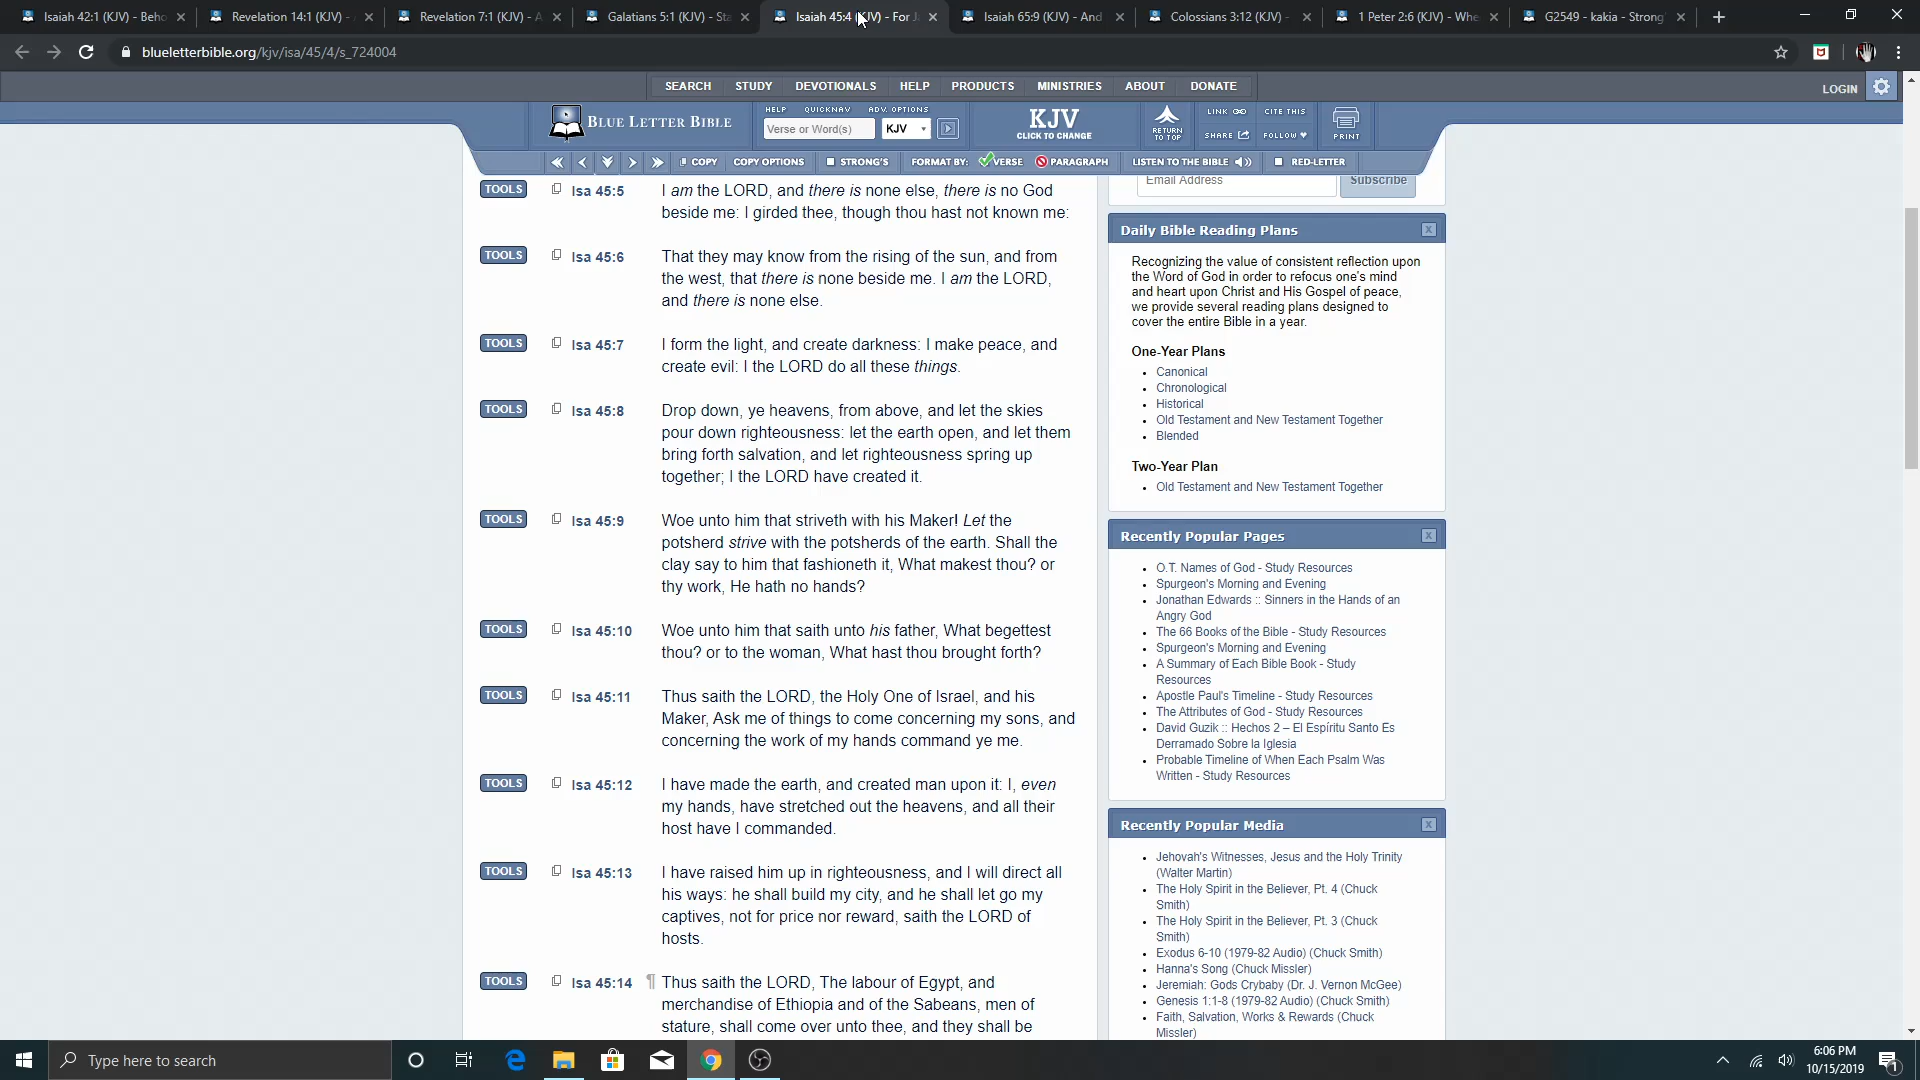 Isaiah 42:1 (KJV) - Beho
Revelation 14:1 (KJV) -
Revelation 7:1 (KJV) - A
Galatians 5:1 (KJV) - Sta
Isaiah 45:4 (KJV) - For J
Isaiah 65:9 (KJV) - And
Colossians 3:12 (KJV) -
1 Peter 2:6 (KJV) - Whe
G2549 - kakia - Strong'
blueletterbible.org/kjv/isa/45/4/s_724004
SEARCH STUDY DEVOTIONALS HELP PRODUCTS MINISTRIES ABOUT DONATE
LOGIN
BLUE LETTER BIBLE
HELP QUICKNAV ADV. OPTIONS
Verse or Word(s) KJV
KJV
CLICK TO CHANGE
RETURN
TO TOP
LINK CITE THIS
SHARE FOLLOW
PRINT
COPY COPY OPTIONS STRONG'S FORMAT BY: VERSE PARAGRAPH LISTEN TO THE BIBLE RED-LETTER
TOOLS Isa 45:5 I am the LORD, and there is none else, there is no God
beside me: I girded thee, though thou hast not known me:
TOOLS Isa 45:6 That they may know from the rising of the sun, and from
the west, that there is none beside me. I am the LORD,
and there is none else.
TOOLS Isa 45:7 I form the light, and create darkness: I make peace, and
create evil: I the LORD do all these things.
TOOLS Isa 45:8 Drop down, ye heavens, from above, and let the skies
pour down righteousness: let the earth open, and let them
bring forth salvation, and let righteousness spring up
together; I the LORD have created it.
TOOLS Isa 45:9 Woe unto him that striveth with his Maker! Let the
potsherd strive with the potsherds of the earth. Shall the
clay say to him that fashioneth it, What makest thou? or
thy work, He hath no hands?
TOOLS Isa 45:10 Woe unto him that saith unto his father, What begettest
thou? or to the woman, What hast thou brought forth?
TOOLS Isa 45:11 Thus saith the LORD, the Holy One of Israel, and his
Maker, Ask me of things to come concerning my sons, and
concerning the work of my hands command ye me.
TOOLS Isa 45:12 I have made the earth, and created man upon it: I, even
my hands, have stretched out the heavens, and all their
host have I commanded.
TOOLS Isa 45:13 I have raised him up in righteousness, and I will direct all
his ways: he shall build my city, and he shall let go my
captives, not for price nor reward, saith the LORD of
hosts.
TOOLS Isa 45:14 ¶ Thus saith the LORD, The labour of Egypt, and
merchandise of Ethiopia and of the Sabeans, men of
stature, shall come over unto thee, and they shall be
Email Address Subscribe
Daily Bible Reading Plans X
Recognizing the value of consistent reflection upon
the Word of God in order to refocus one's mind
and heart upon Christ and His Gospel of peace,
we provide several reading plans designed to
cover the entire Bible in a year.
One-Year Plans
• Canonical
• Chronological
• Historical
• Old Testament and New Testament Together
• Blended
Two-Year Plan
• Old Testament and New Testament Together
Recently Popular Pages X
• O.T. Names of God - Study Resources
• Spurgeon's Morning and Evening
• Jonathan Edwards :: Sinners in the Hands of an
Angry God
• The 66 Books of the Bible - Study Resources
• Spurgeon's Morning and Evening
• A Summary of Each Bible Book - Study
Resources
• Apostle Paul's Timeline - Study Resources
• The Attributes of God - Study Resources
• David Guzik :: Hechos 2 – El Espíritu Santo Es
Derramado Sobre la Iglesia
• Probable Timeline of When Each Psalm Was
Written - Study Resources
Recently Popular Media X
• Jehovah's Witnesses, Jesus and the Holy Trinity
(Walter Martin)
• The Holy Spirit in the Believer, Pt. 4 (Chuck
Smith)
• The Holy Spirit in the Believer, Pt. 3 (Chuck
Smith)
• Exodus 6-10 (1979-82 Audio) (Chuck Smith)
• Hanna's Song (Chuck Missler)
• Jeremiah: Gods Crybaby (Dr. J. Vernon McGee)
• Genesis 1:1-8 (1979-82 Audio) (Chuck Smith)
• Faith, Salvation, Works & Rewards (Chuck
Missler)
Type here to search
6:06 PM
10/15/2019
1